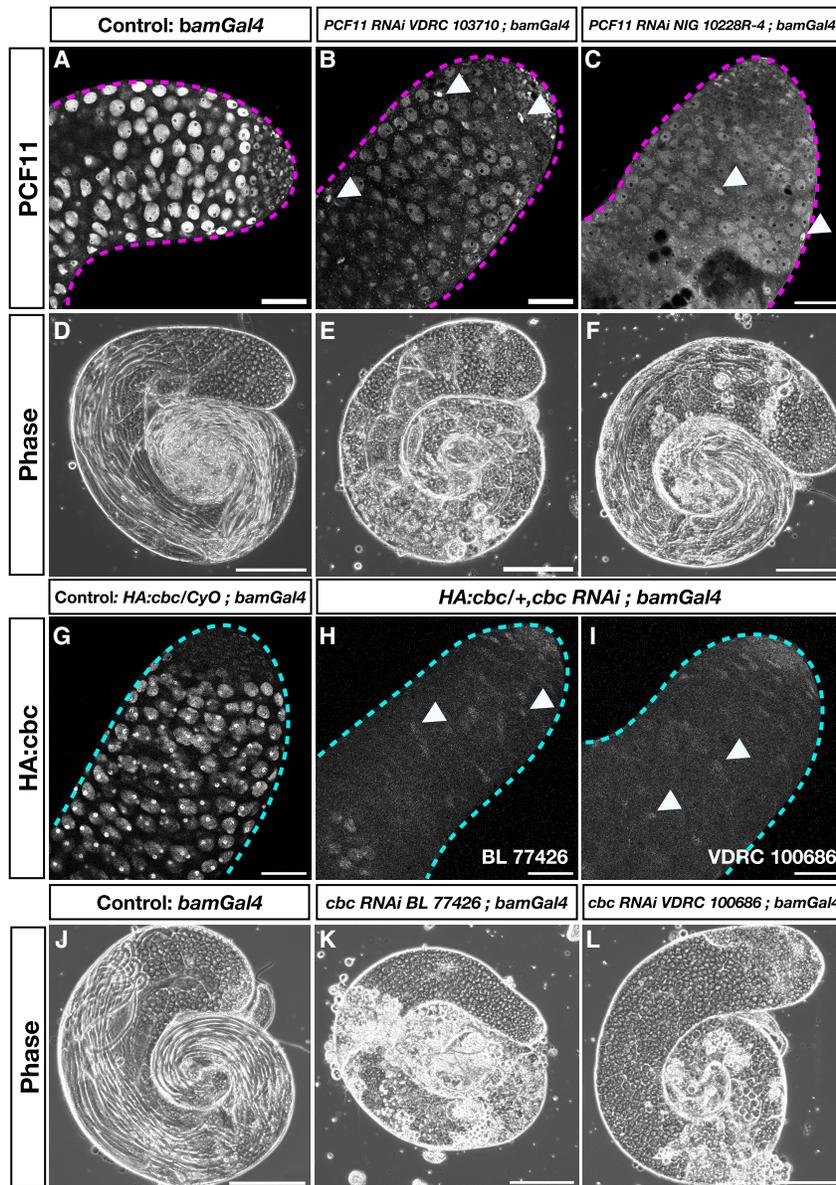 Control: bamGal4
PCF11 RNAi VDRC 103710 ; bamGal4
PCF11 RNAi NIG 10228R-4 ; bamGal4
PCF11
A
B
C
Phase
D
E
F
Control: HA:cbc/CyO ; bamGal4
HA:cbc/+,cbc RNAi ; bamGal4
HA:cbc
G
H
I
BL 77426
VDRC 100686
Control: bamGal4
cbc RNAi BL 77426 ; bamGal4
cbc RNAi VDRC 100686 ; bamGal4
Phase
J
K
L